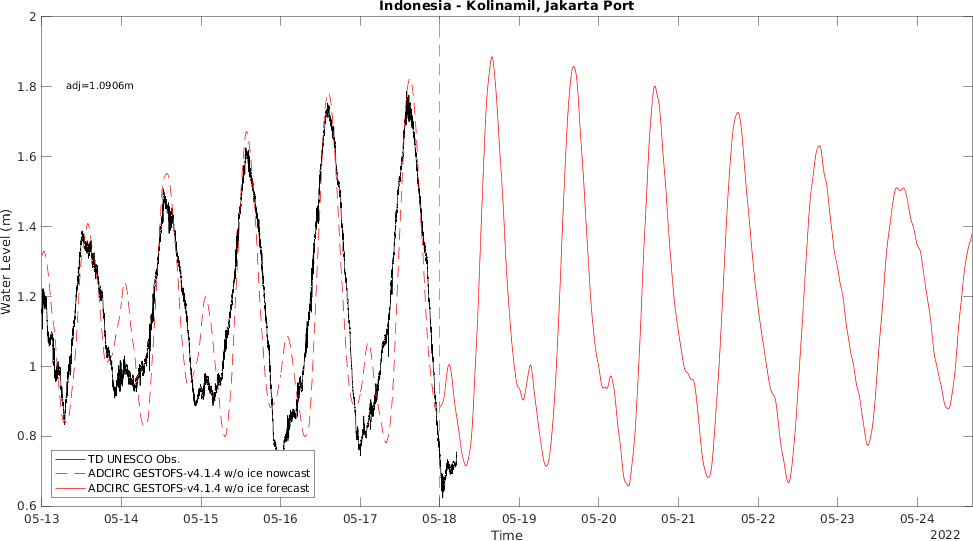 Indonesia - Kolinamil, Jakarta Port
2
1.8
1.6
1.4
1.2
1
0.8
0.6
Water Level (m)
adj=1.0906m
TD UNESCO Obs.
ADCIRC GESTOFS-v4.1.4 w/o ice nowcast
ADCIRC GESTOFS-v4.1.4 w/o ice forecast
05-13 05-14 05-15 05-16 05-17 05-18 05-19 05-20 05-21 05-22 05-23 05-24
Time
2022